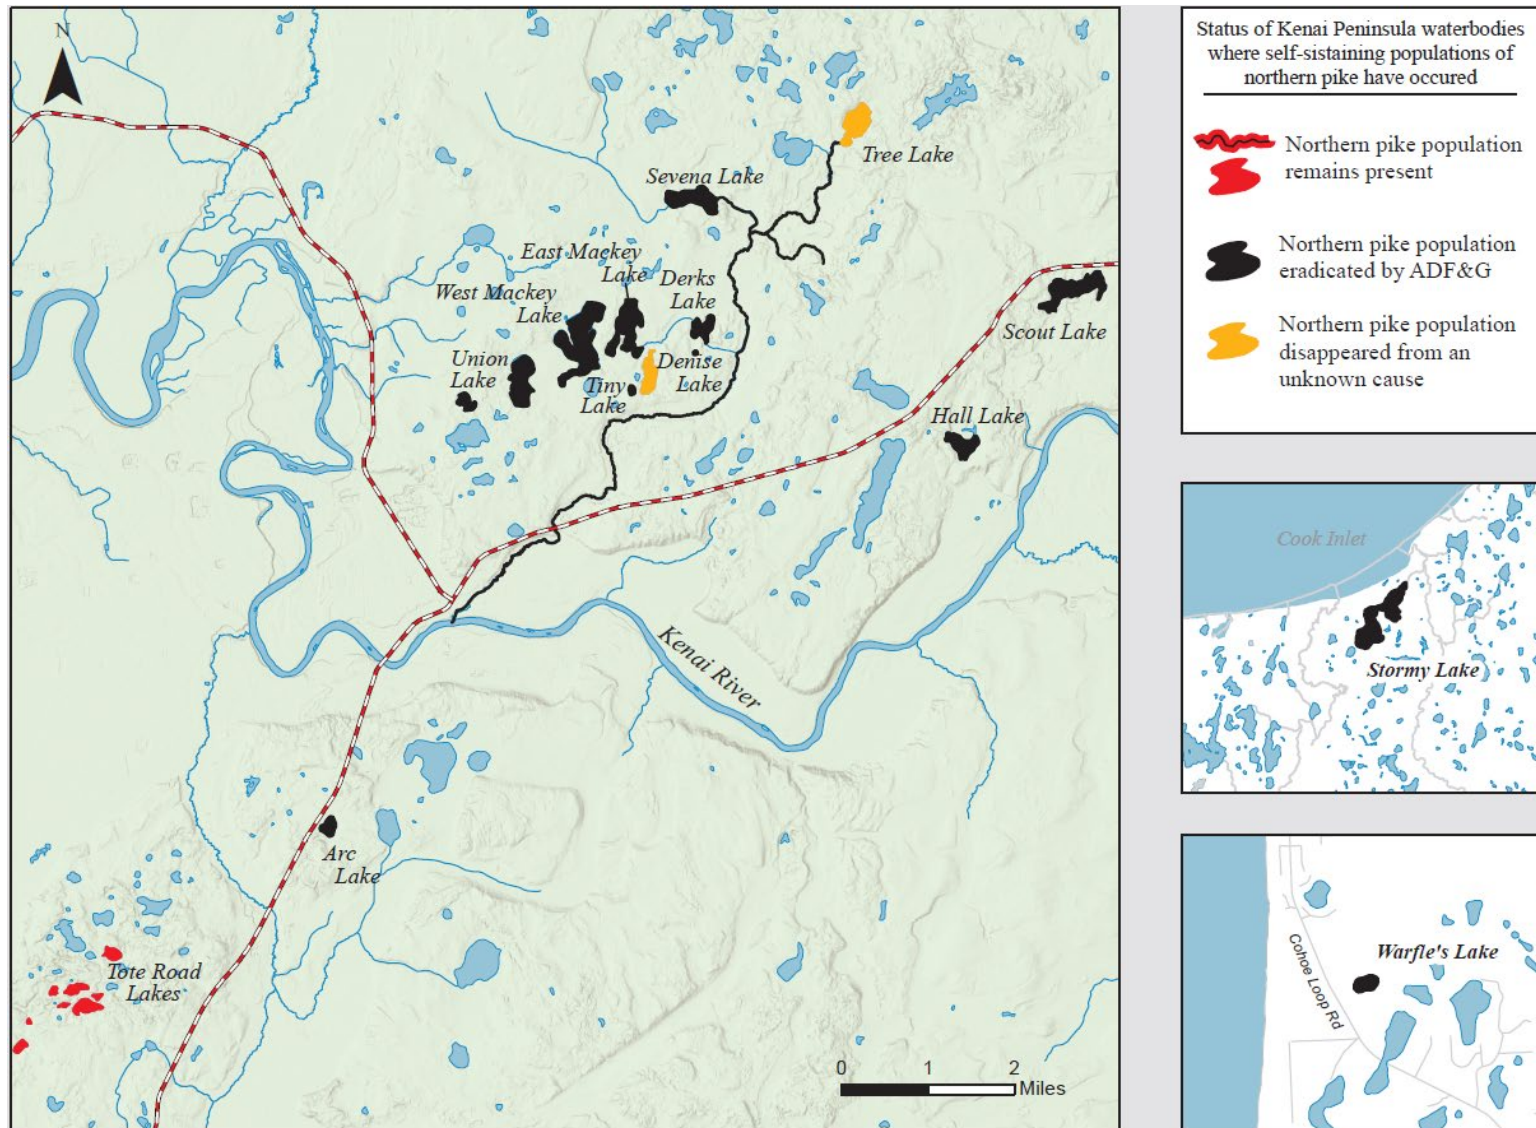 N
Tree Lake
Sevena Lake
East Mackey
Lake
Derks
Lake
West Mackey
Lake
Scout Lake
Union
Lake
Denise
Lake
Tiny
Lake
Hall Lake
Kenai River
Arc
Lake
Tote Road
Lakes
0 1 2
Miles
Status of Kenai Peninsula waterbodies
where self-sistaining populations of
northern pike have occured
Northern pike population
remains present
Northern pike population
eradicated by ADF&G
Northern pike population
disappeared from an
unknown cause
Cook Inlet
Stormy Lake
Warfle's Lake
Cohoe Loop Rd